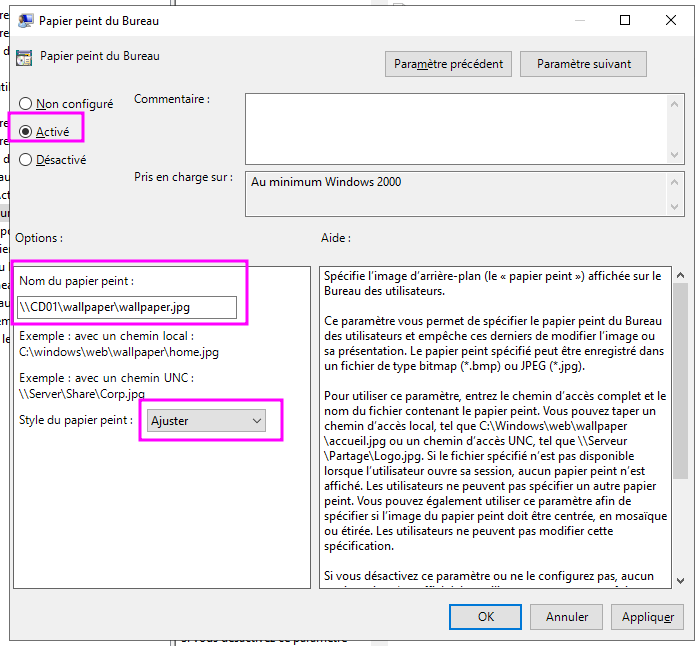 Papier peint du Bureau
Papier peint du Bureau
Paramètre précédent
Paramètre suivant
Non configuré
Commentaire :
Activé
Désactivé
Pris en charge sur :
Au minimum Windows 2000
Options :
Aide :
Nom du papier peint :
\\CD01\wallpaper\wallpaper.jpg
Exemple : avec un chemin local :
C:\windows\web\wallpaper\home.jpg
Exemple : avec un chemin UNC :
\\Server\Share\Corp.jpg
Style du papier peint :
Ajuster
Spécifie l’image d’arrière-plan (le « papier peint ») affichée sur le
Bureau des utilisateurs.
Ce paramètre vous permet de spécifier le papier peint du Bureau
des utilisateurs et empêche ces derniers de modifier l’image ou
sa présentation. Le papier peint spécifié peut être enregistré dans
un fichier de type bitmap (*.bmp) ou JPEG (*.jpg).
Pour utiliser ce paramètre, entrez le chemin d’accès complet et le
nom du fichier contenant le papier peint. Vous pouvez taper un
chemin d’accès local, tel que C:\Windows\web\wallpaper
\accueil.jpg ou un chemin d’accès UNC, tel que \\Serveur
\Partage\Logo.jpg. Si le fichier spécifié n’est pas disponible
lorsque l’utilisateur ouvre sa session, aucun papier peint n’est
affiché. Les utilisateurs ne peuvent pas spécifier un autre papier
peint. Vous pouvez également utiliser ce paramètre afin de
spécifier si l’image du papier peint doit être centrée, en mosaïque
ou étirée. Les utilisateurs ne peuvent pas modifier cette
spécification.
Si vous désactivez ce paramètre ou ne le configurez pas, aucun
OK
Annuler
Appliquer